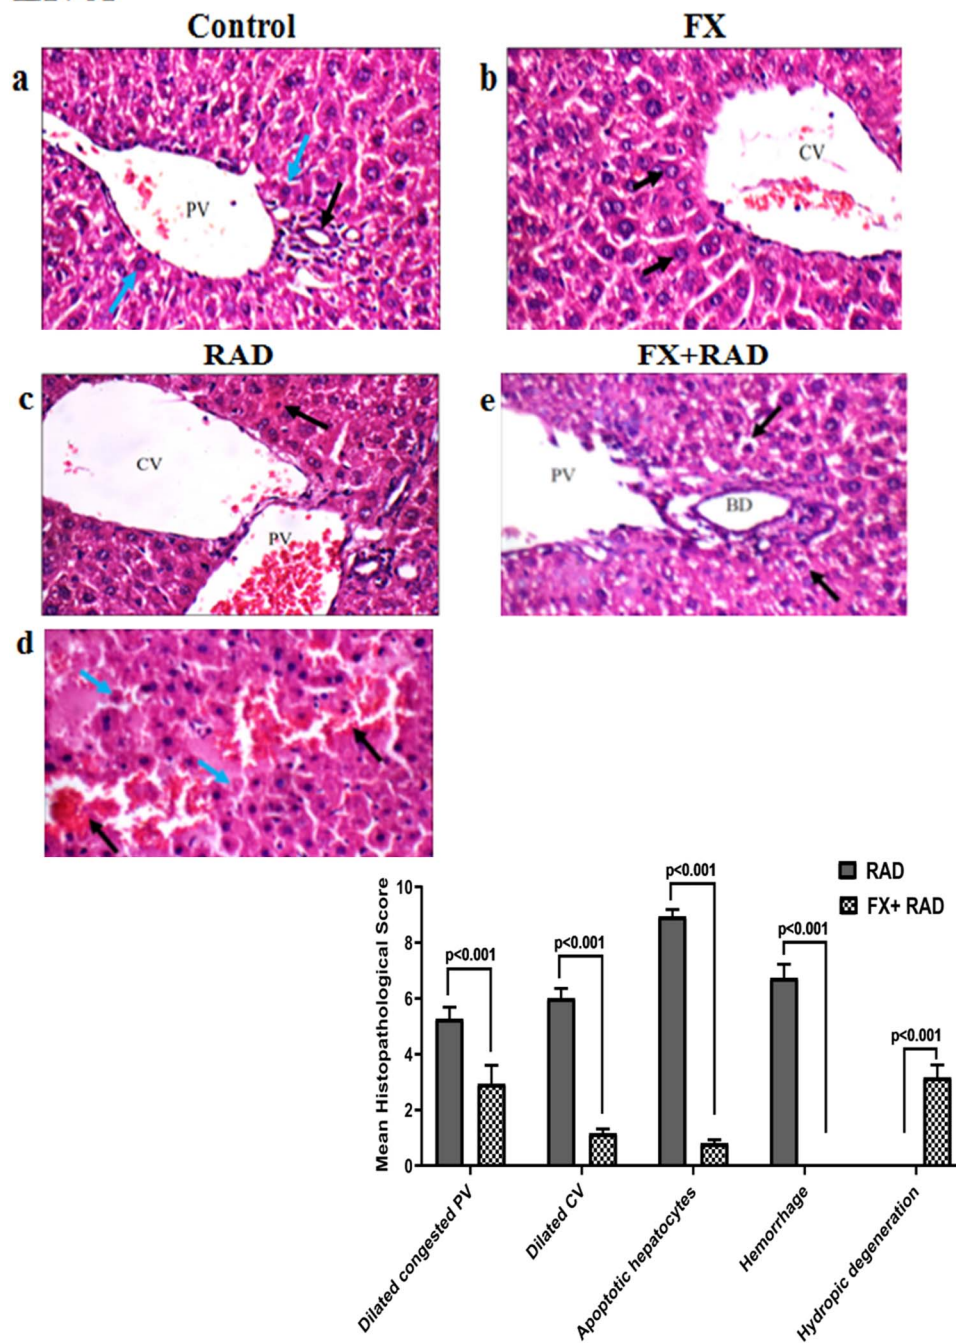 Control
FX
a
b
PV
CV
RAD
FX+RAD
c
e
CV
PV
PV
BD
d
RAD
FX+ RAD
Mean Histopathological Score
10
8
6
4
2
0
p<0.001
p<0.001
p<0.001
p<0.001
p<0.001
Dilated congested PV
Dilated CV
Apoptotic hepatocytes
Hemorrhage
Hydropic degeneration